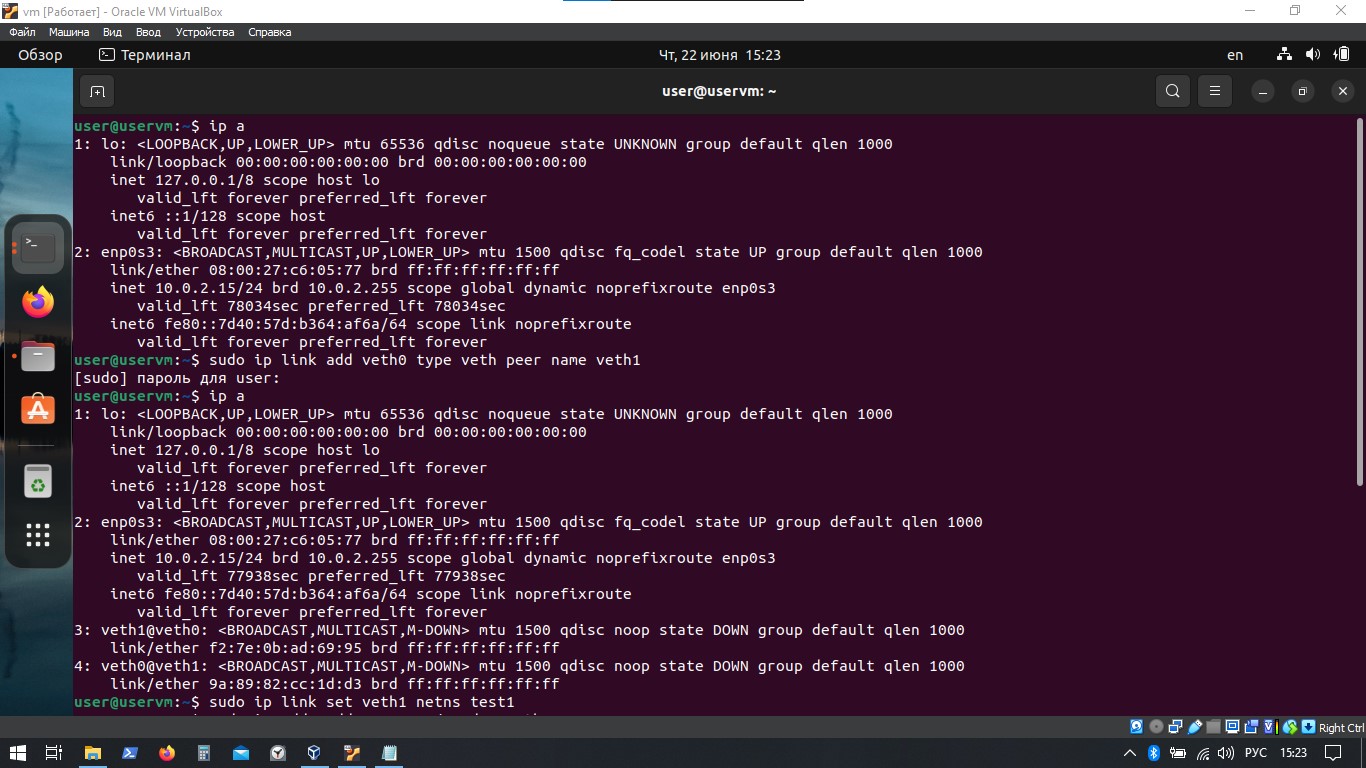 vm [Работает] - Oracle VM VirtualBox
Файл Машина Вид Ввод Устройства Справка
Обзор Терминал Чт, 22 июня 15:23 en
user@uservm: ~
user@uservm:~$ ip a
1: lo: <LOOPBACK,UP,LOWER_UP> mtu 65536 qdisc noqueue state UNKNOWN group default qlen 1000
    link/loopback 00:00:00:00:00:00 brd 00:00:00:00:00:00
    inet 127.0.0.1/8 scope host lo
       valid_lft forever preferred_lft forever
    inet6 ::1/128 scope host
       valid_lft forever preferred_lft forever
2: enp0s3: <BROADCAST,MULTICAST,UP,LOWER_UP> mtu 1500 qdisc fq_codel state UP group default qlen 1000
    link/ether 08:00:27:c6:05:77 brd ff:ff:ff:ff:ff:ff
    inet 10.0.2.15/24 brd 10.0.2.255 scope global dynamic noprefixroute enp0s3
       valid_lft 78034sec preferred_lft 78034sec
    inet6 fe80::7d40:57d:b364:af6a/64 scope link noprefixroute
       valid_lft forever preferred_lft forever
user@uservm:~$ sudo ip link add veth0 type veth peer name veth1
[sudo] пароль для user:
user@uservm:~$ ip a
1: lo: <LOOPBACK,UP,LOWER_UP> mtu 65536 qdisc noqueue state UNKNOWN group default qlen 1000
    link/loopback 00:00:00:00:00:00 brd 00:00:00:00:00:00
    inet 127.0.0.1/8 scope host lo
       valid_lft forever preferred_lft forever
    inet6 ::1/128 scope host
       valid_lft forever preferred_lft forever
2: enp0s3: <BROADCAST,MULTICAST,UP,LOWER_UP> mtu 1500 qdisc fq_codel state UP group default qlen 1000
    link/ether 08:00:27:c6:05:77 brd ff:ff:ff:ff:ff:ff
    inet 10.0.2.15/24 brd 10.0.2.255 scope global dynamic noprefixroute enp0s3
       valid_lft 77938sec preferred_lft 77938sec
    inet6 fe80::7d40:57d:b364:af6a/64 scope link noprefixroute
       valid_lft forever preferred_lft forever
3: veth1@veth0: <BROADCAST,MULTICAST,M-DOWN> mtu 1500 qdisc noop state DOWN group default qlen 1000
    link/ether f2:7e:0b:ad:69:95 brd ff:ff:ff:ff:ff:ff
4: veth0@veth1: <BROADCAST,MULTICAST,M-DOWN> mtu 1500 qdisc noop state DOWN group default qlen 1000
    link/ether 9a:89:82:cc:1d:d3 brd ff:ff:ff:ff:ff:ff
user@uservm:~$ sudo ip link set veth1 netns test1
Right Ctrl
РУС 15:23